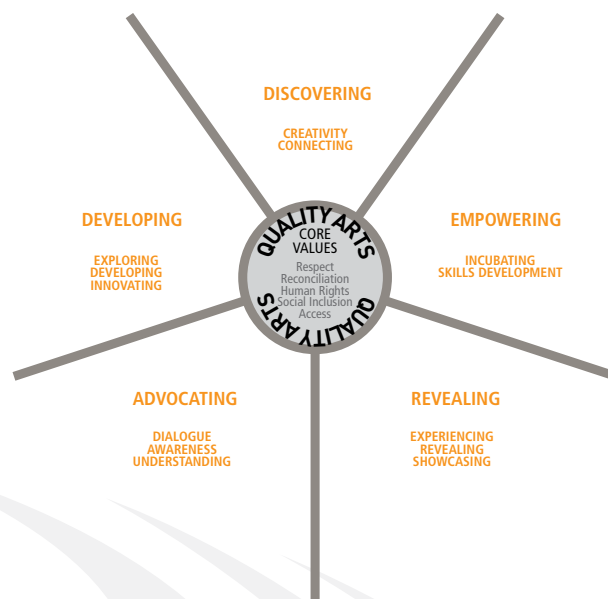 DISCOVERING
CREATIVITY
CONNECTING
DEVELOPING
EXPLORING
DEVELOPING
INNOVATING
QUALITY ARTS
CORE
VALUES
Respect
Reconciliation
Human Rights
Social Inclusion
Access
QUALITY ARTS
EMPOWERING
INCUBATING
SKILLS DEVELOPMENT
ADVOCATING
DIALOGUE
AWARENESS
UNDERSTANDING
REVEALING
EXPERIENCING
REVEALING
SHOWCASING